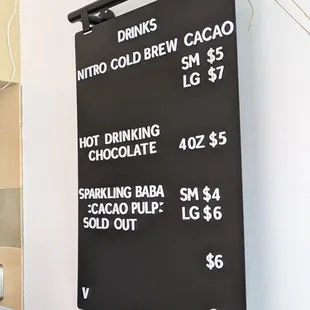 DRINKS
NITRO COLD BREW CACAO
SM $5
LG $7
HOT DRINKING
CHOCOLATE 4OZ $5
SPARKLING BABA SM $4
:CACAO PULP: LG $6
SOLD OUT
$6
V